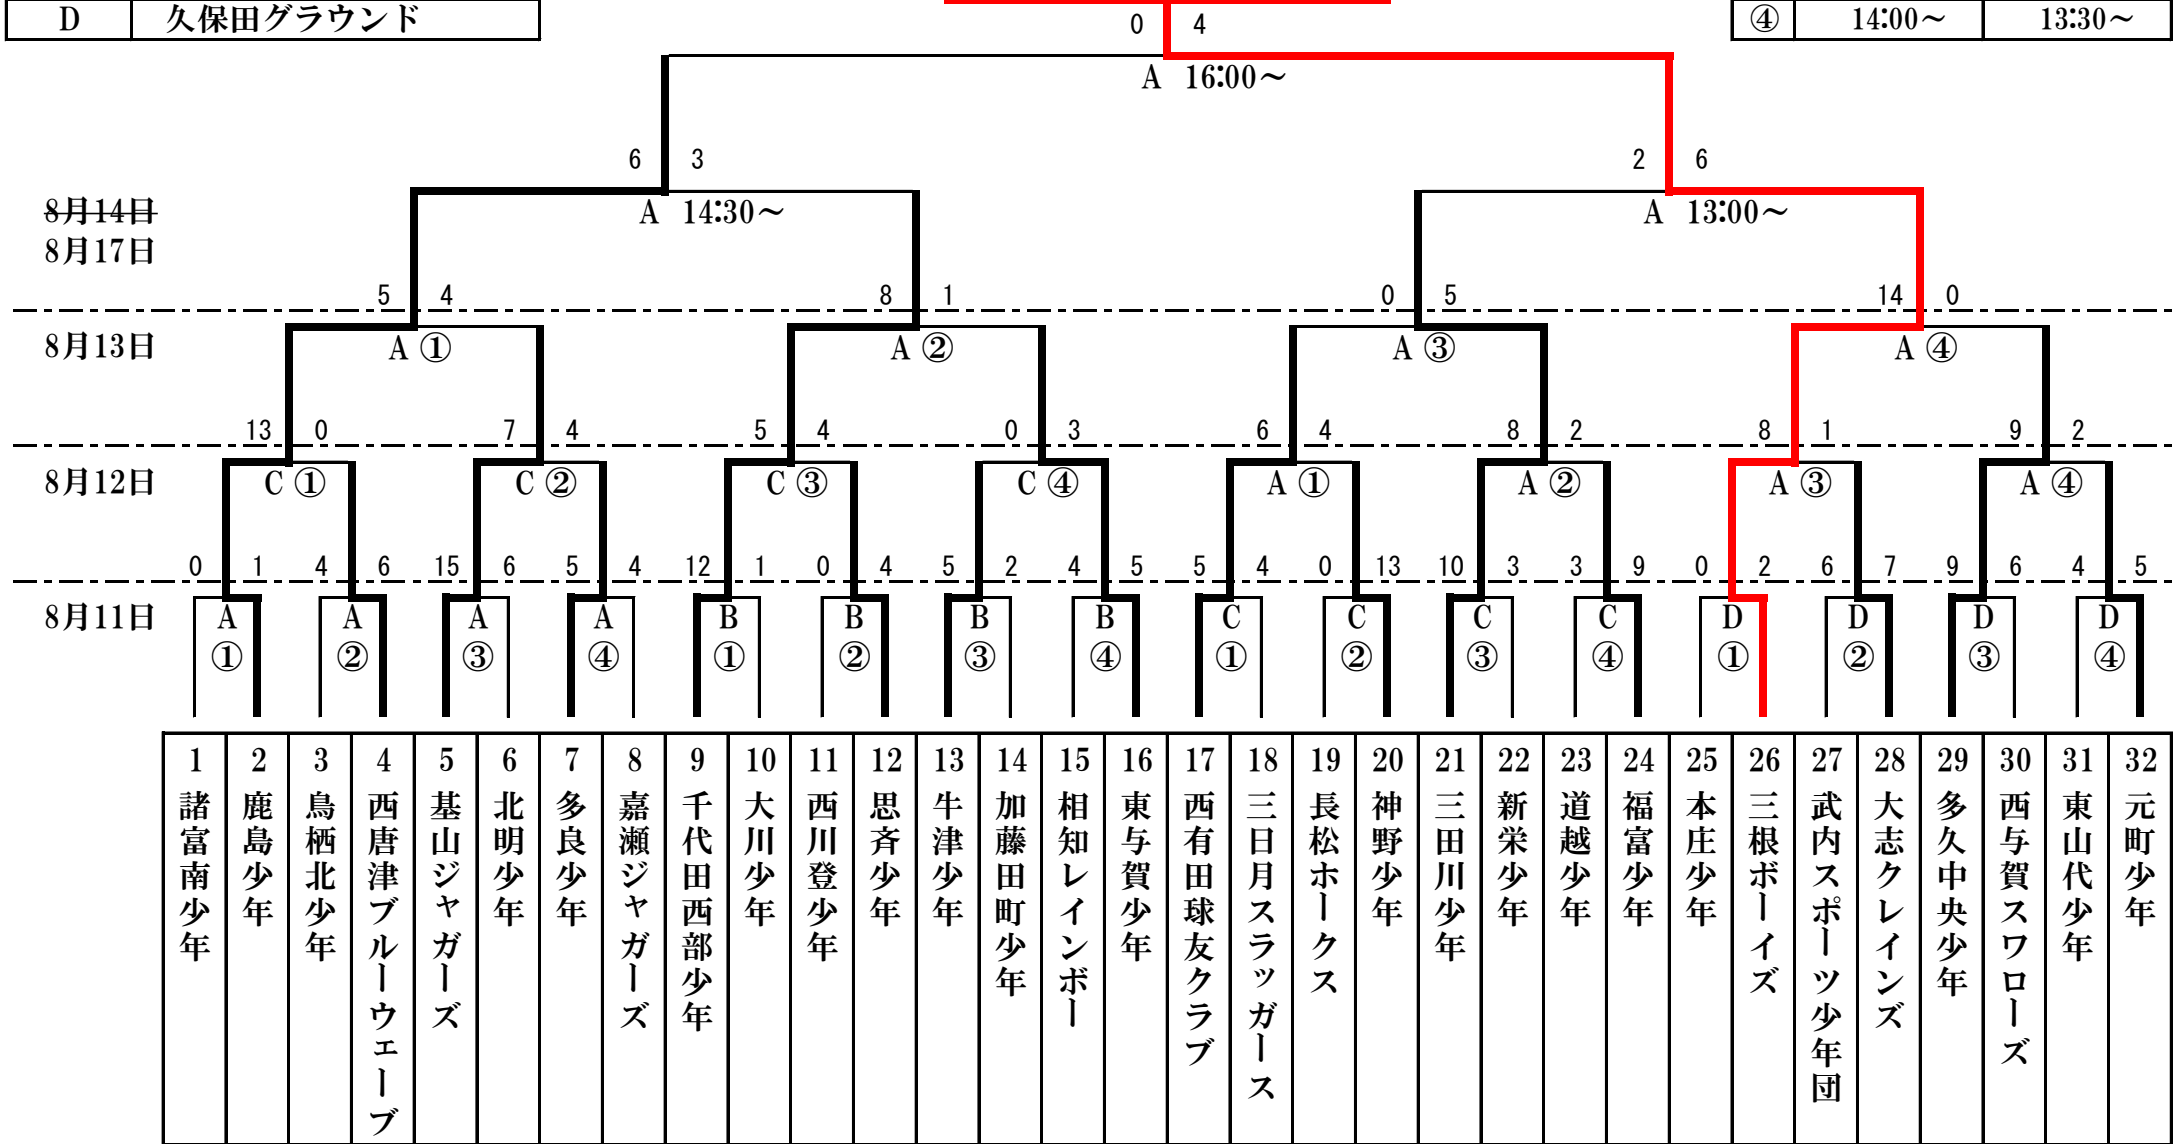 D 久保田グラウンド
④ 14:00～ 13:30～
0 4
A 16:00～
6 3 2 6
8月14日
A 14:30～ A 13:00～
8月17日
5 4 8 1 0 5 14 0
8月13日 A① A② A③ A④
13 0 7 4 5 4 0 3 6 4 8 2 8 1 9 2
8月12日 C① C② C③ C④ A① A② A③ A④
0 1 4 6 15 6 5 4 12 1 0 4 5 2 4 5 5 4 0 13 10 3 3 9 0 2 6 7 9 6 4 5
8月11日 A A A A B B B B C C C C D D D D
① ② ③ ④ ① ② ③ ④ ① ② ③ ④ ① ② ③ ④
1 諸富南少年
2 鹿島少年
3 鳥栖北少年
4 西唐津ブルーウェーブ
5 基山ジャガーズ
6 北明少年
7 多良少年
8 嘉瀬ジャガーズ
9 千代田西部少年
10 大川少年
11 西川登少年
12 思斉少年
13 牛津少年
14 加藤田町少年
15 相知レインボー
16 東与賀少年
17 西有田球友クラブ
18 三日月スラッガース
19 長松ホークス
20 神野少年
21 三田川少年
22 新栄少年
23 道越少年
24 福富少年
25 本庄少年
26 三根ボーイズ
27 武内スポーツ少年団
28 大志クレインズ
29 多久中央少年
30 西与賀スワローズ
31 東山代少年
32 元町少年